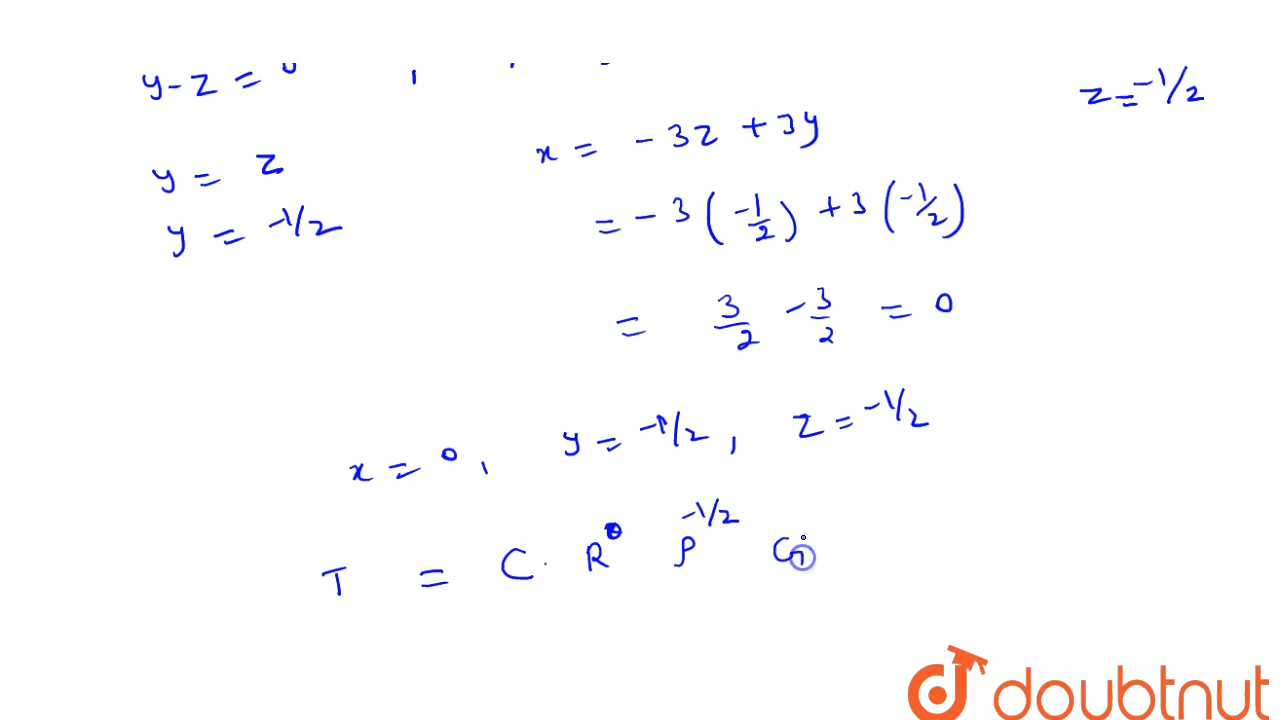 y - z = 0
z = -1/2
x = -3z + 3y
y = z
= -3(-1/2) + 3(-1/2)
y = -1/2
= 3/2 - 3/2 = 0
x = 0, y = -1/2, z = -1/2
T = C. R⁰ ρ^(-1/2) G
doubtnut